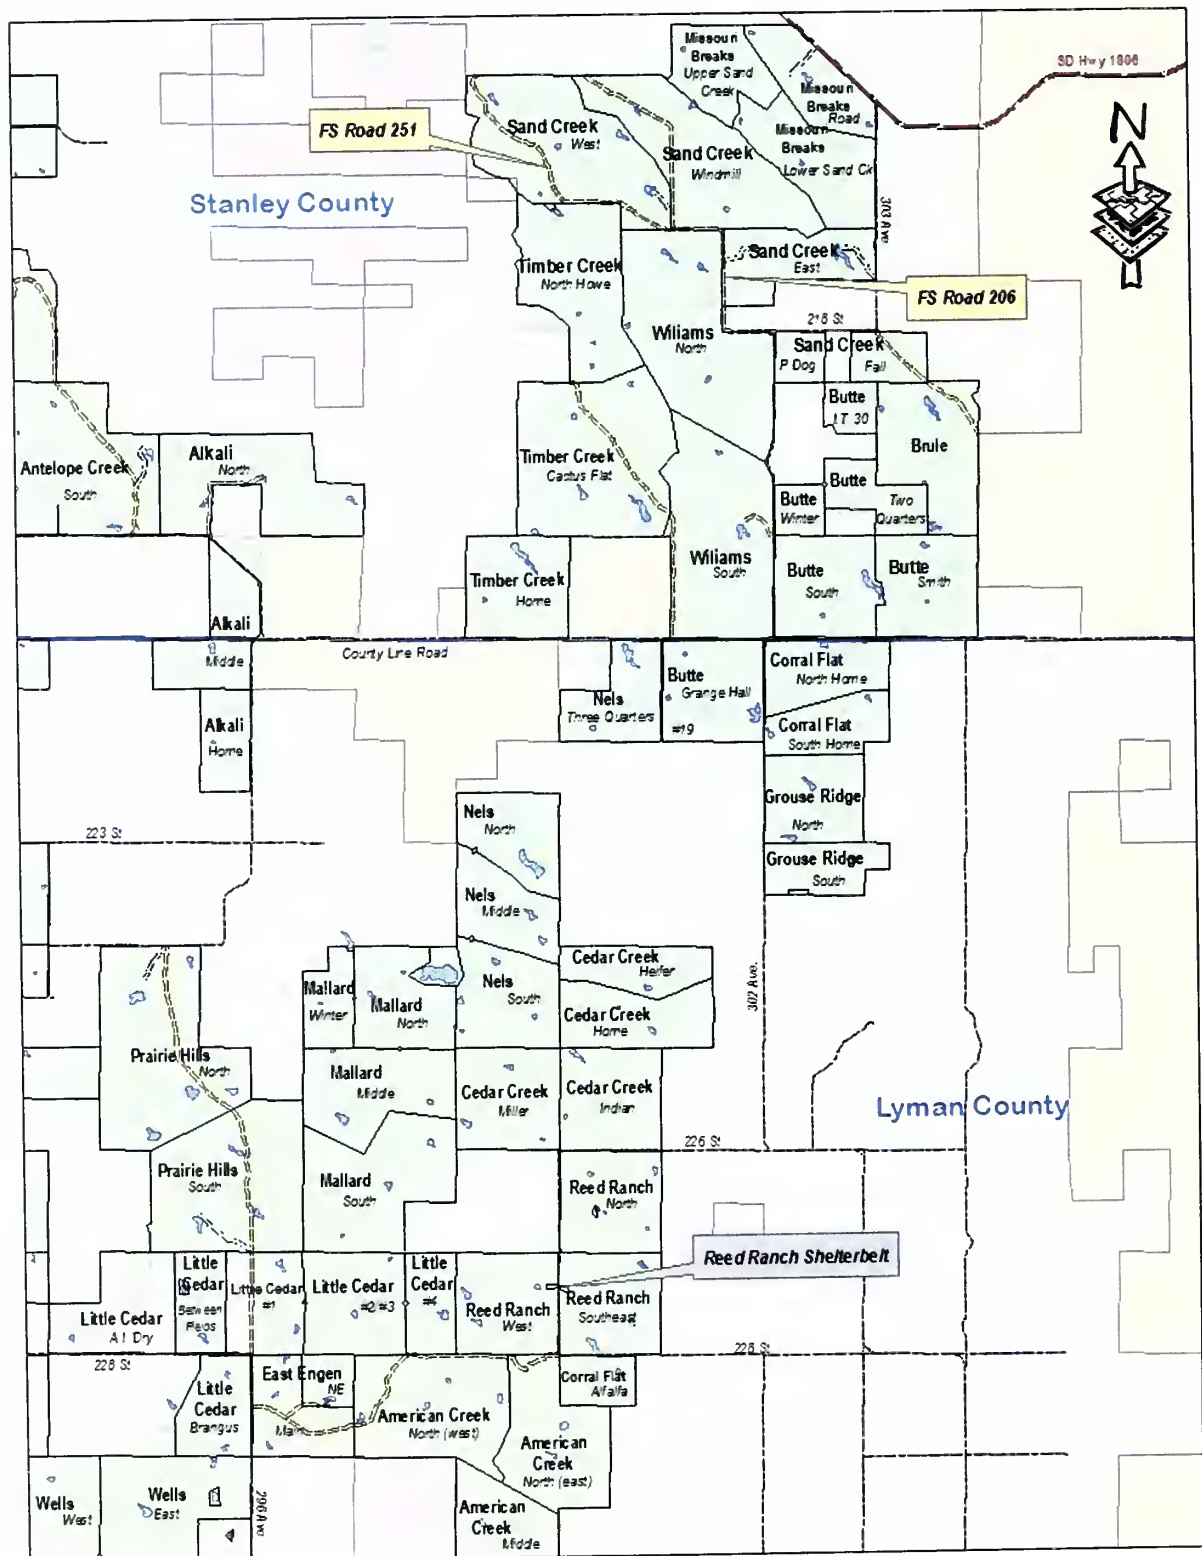 SD Hwy 1806
Missouri
Breaks
Upper Sand
Creek
Missouri
Breaks
Road
Missouri
Breaks
Lower Sand Ck
N
FS Road 251
Sand Creek
West
Sand Creek
Windmill
Stanley County
303 Ave
Sand Creek
East
Timber Creek
North Howe
FS Road 206
Wiliams
North
216 St
Sand Creek
P Dog
Fall
Butte
LT 30
Brule
Antelope Creek
South
Alkali
North
Timber Creek
Cactus Flat
Butte
Butte
Winter
Two
Quarters
Timber Creek
Home
Wiliams
South
Butte
South
Butte
Smith
Alkali
Middle
County Line Road
Alkali
Home
Nels
Three Quarters
Butte
Grange Hall
#19
Corral Flat
North Home
Corral Flat
South Home
Grouse Ridge
North
Grouse Ridge
South
223 St
Nels
North
Nels
Middle
Nels
South
Cedar Creek
Heifer
Cedar Creek
Home
302 Ave.
Mallard
Winter
Mallard
North
Prairie Hills
North
Mallard
Middle
Cedar Creek
Miller
Cedar Creek
Indian
Lyman County
226 St
Prairie Hills
South
Mallard
South
Reed Ranch
North
Reed Ranch Shelterbelt
Little Cedar
A.I. Dry
Little
Cedar
Between
Little Cedar
#1
Little Cedar
#2/#3
Little
Cedar
#4
Reed Ranch
West
Reed Ranch
Southeast
228 St
228 St
Little
Cedar
Brangus
East Engen
NE
Main
American Creek
North (west)
Corral Flat
Alfalfa
American
Creek
North (east)
Wells
West
Wells
East
296 Ave
American
Creek
Middle